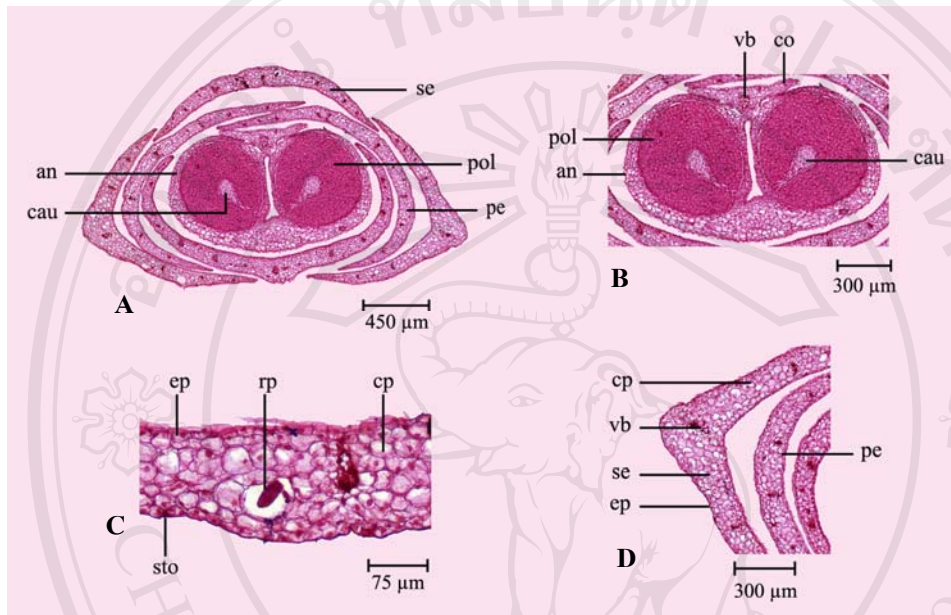 se
an
pol
cau
pe
A
450 µm
vb co
pol
an
cau
B
300 µm
ep rp cp
C
sto
75 µm
cp
vb
pe
se
ep
D
300 µm